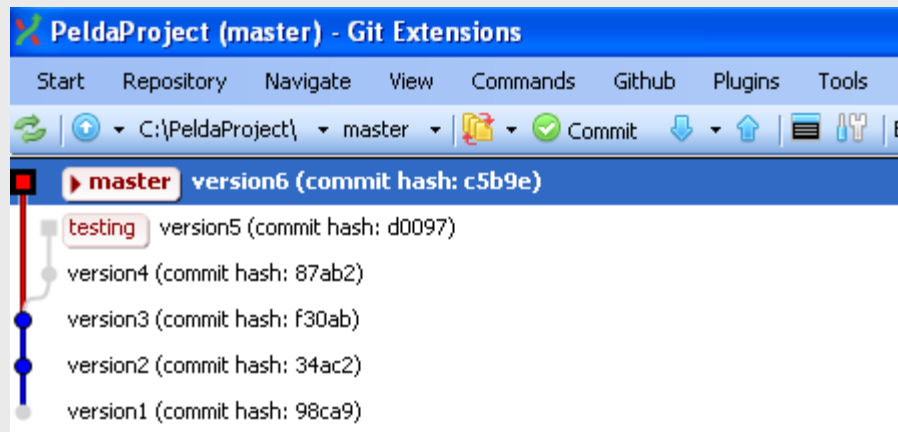 PeldaProject (master) - Git Extensions
Start Repository Navigate View Commands Github Plugins Tools
C:\PeldaProject\ master Commit
master version6 (commit hash: c5b9e)
testing version5 (commit hash: d0097)
version4 (commit hash: 87ab2)
version3 (commit hash: f30ab)
version2 (commit hash: 34ac2)
version1 (commit hash: 98ca9)